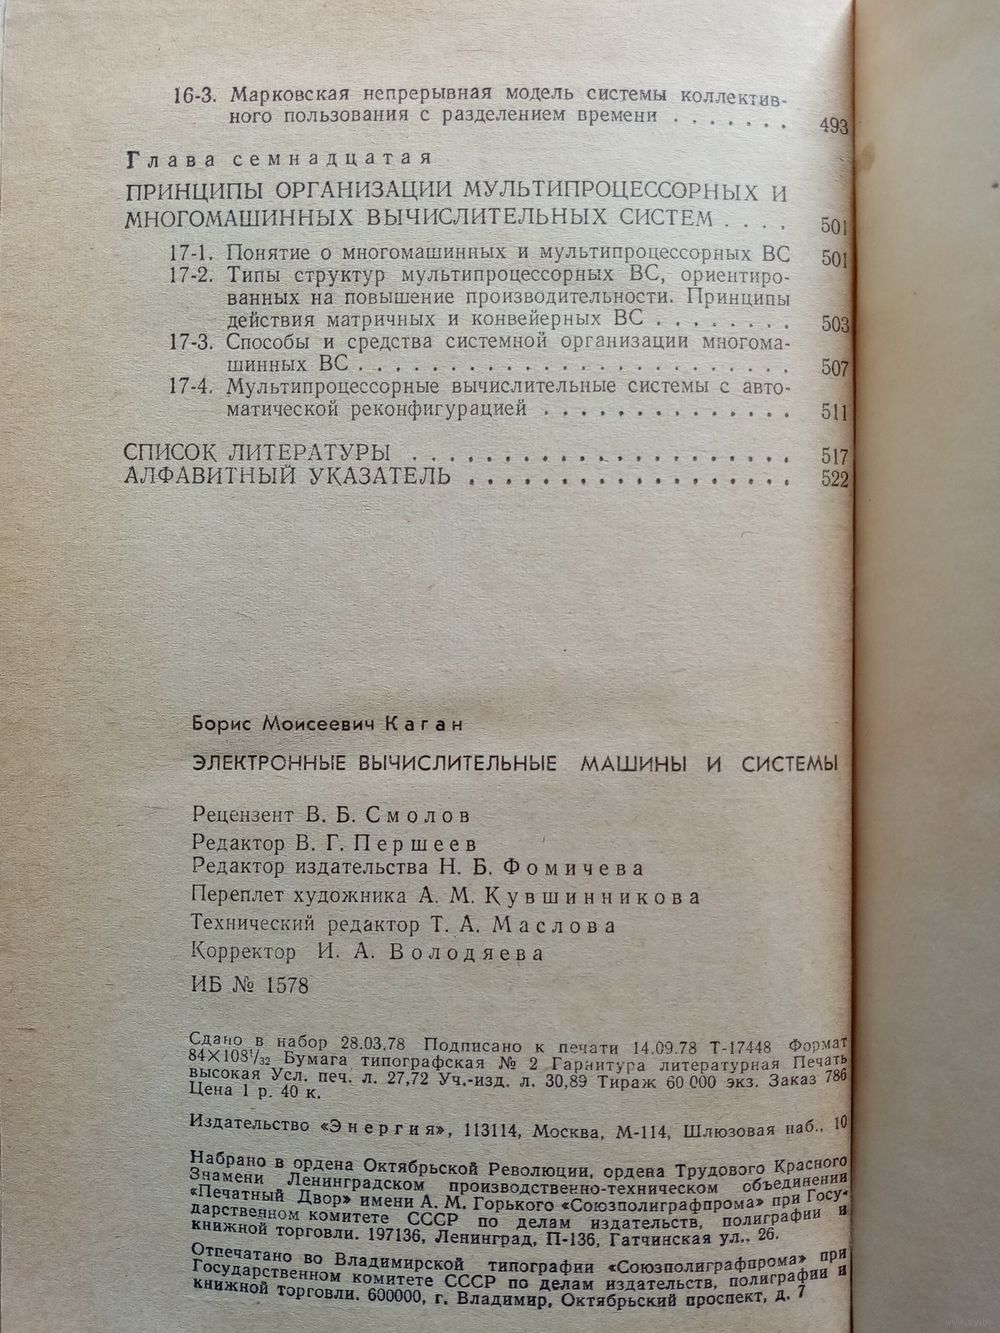 16-3. Марковская непрерывная модель системы коллектив-
ного пользования с разделением времени . . . . . . . 493
Глава семнадцатая
ПРИНЦИПЫ ОРГАНИЗАЦИИ МУЛЬТИПРОЦЕССОРНЫХ И
МНОГОМАШИННЫХ ВЫЧИСЛИТЕЛЬНЫХ СИСТЕМ . . . . 501
17-1. Понятие о многомашинных и мультипроцессорных ВС 501
17-2. Типы структур мультипроцессорных ВС, ориентиро-
ванных на повышение производительности. Принципы
действия матричных и конвейерных ВС . . . . . . . . 503
17-3. Способы и средства системной организации многома-
шинных ВС . . . . . . . . . . . . . . . . . . . . . . 507
17-4. Мультипроцессорные вычислительные системы с авто-
матической реконфигурацией . . . . . . . . . . . . . . 511
СПИСОК ЛИТЕРАТУРЫ . . . . . . . . . . . . . . . . . . . 517
АЛФАВИТНЫЙ УКАЗАТЕЛЬ . . . . . . . . . . . . . . . . . . 522
Борис Моисеевич Каган
ЭЛЕКТРОННЫЕ ВЫЧИСЛИТЕЛЬНЫЕ МАШИНЫ И СИСТЕМЫ
Рецензент В. Б. Смолов
Редактор В. Г. Першеев
Редактор издательства Н. Б. Фомичева
Переплет художника А. М. Кувшинникова
Технический редактор Т. А. Маслова
Корректор И. А. Володяева
ИБ № 1578
Сдано в набор 28.03.78 Подписано к печати 14.09.78 Т-17448 Формат
84×108¹/₃₂ Бумага типографская № 2 Гарнитура литературная Печать
высокая Усл. печ. л. 27,72 Уч.-изд. л. 30,89 Тираж 60 000 экз. Заказ 786
Цена 1 р. 40 к.
Издательство «Энергия», 113114, Москва, М-114, Шлюзовая наб., 10
Набрано в ордена Октябрьской Революции, ордена Трудового Красного
Знамени Ленинградском производственно-техническом объединении
«Печатный Двор» имени А. М. Горького «Союзполиграфпрома» при Госу-
дарственном комитете СССР по делам издательств, полиграфии и
книжной торговли. 197136, Ленинград, П-136, Гатчинская ул., 26.
Отпечатано во Владимирской типографии «Союзполиграфпрома» при
Государственном комитете СССР по делам издательств, полиграфии и
книжной торговли. 600000, г. Владимир, Октябрьский проспект, д. 7